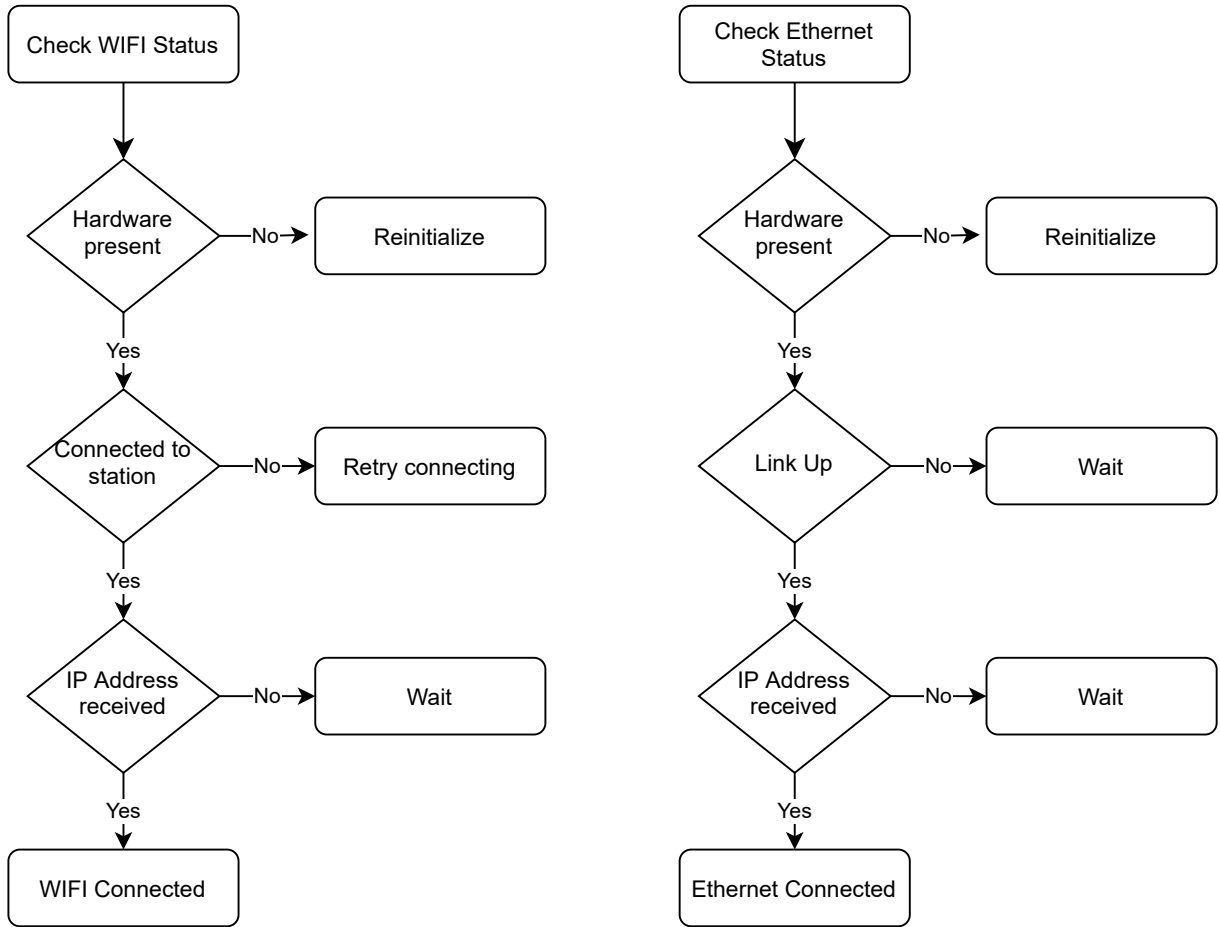 Check WIFI Status
Hardware
present
No
Reinitialize
Yes
Connected to
station
No
Retry connecting
Yes
IP Address
received
No
Wait
Yes
WIFI Connected
Check Ethernet
Status
Hardware
present
No
Reinitialize
Yes
Link Up
No
Wait
Yes
IP Address
received
No
Wait
Yes
Ethernet Connected